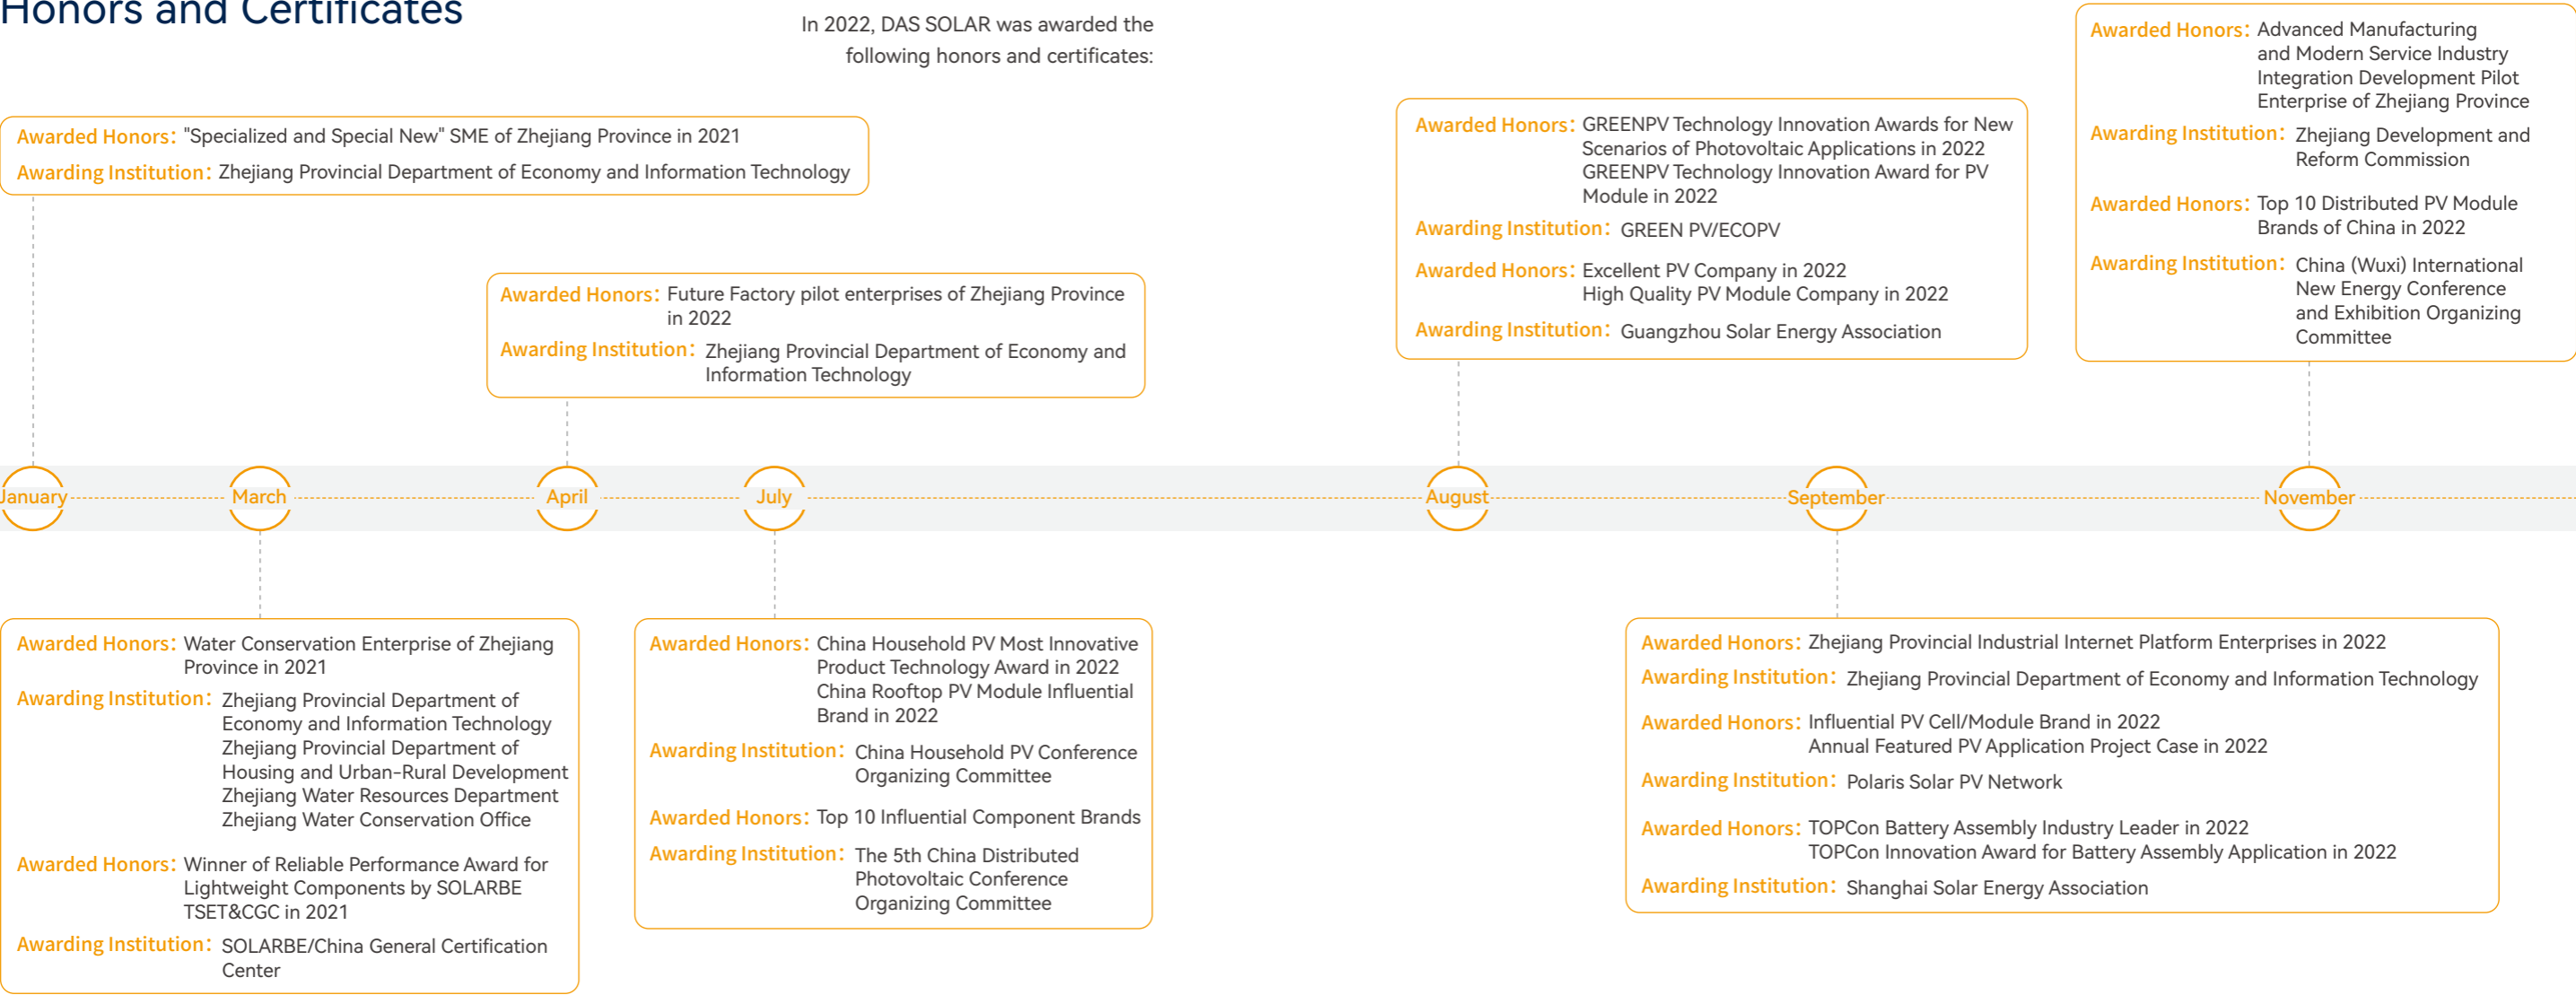 Honors and Certificates
In 2022, DAS SOLAR was awarded the
following honors and certificates:
Awarded Honors: "Specialized and Special New" SME of Zhejiang Province in 2021
Awarding Institution: Zhejiang Provincial Department of Economy and Information Technology
Awarded Honors: Future Factory pilot enterprises of Zhejiang Province
in 2022
Awarding Institution: Zhejiang Provincial Department of Economy and
Information Technology
Awarded Honors: GREENPV Technology Innovation Awards for New
Scenarios of Photovoltaic Applications in 2022
GREENPV Technology Innovation Award for PV
Module in 2022
Awarding Institution: GREEN PV/ECOPV
Awarded Honors: Excellent PV Company in 2022
High Quality PV Module Company in 2022
Awarding Institution: Guangzhou Solar Energy Association
Awarded Honors: Advanced Manufacturing
and Modern Service Industry
Integration Development Pilot
Enterprise of Zhejiang Province
Awarding Institution: Zhejiang Development and
Reform Commission
Awarded Honors: Top 10 Distributed PV Module
Brands of China in 2022
Awarding Institution: China (Wuxi) International
New Energy Conference
and Exhibition Organizing
Committee
January March April July August September November
Awarded Honors: Water Conservation Enterprise of Zhejiang
Province in 2021
Awarding Institution: Zhejiang Provincial Department of
Economy and Information Technology
Zhejiang Provincial Department of
Housing and Urban-Rural Development
Zhejiang Water Resources Department
Zhejiang Water Conservation Office
Awarded Honors: Winner of Reliable Performance Award for
Lightweight Components by SOLARBE
TSET&CGC in 2021
Awarding Institution: SOLARBE/China General Certification
Center
Awarded Honors: China Household PV Most Innovative
Product Technology Award in 2022
China Rooftop PV Module Influential
Brand in 2022
Awarding Institution: China Household PV Conference
Organizing Committee
Awarded Honors: Top 10 Influential Component Brands
Awarding Institution: The 5th China Distributed
Photovoltaic Conference
Organizing Committee
Awarded Honors: Zhejiang Provincial Industrial Internet Platform Enterprises in 2022
Awarding Institution: Zhejiang Provincial Department of Economy and Information Technology
Awarded Honors: Influential PV Cell/Module Brand in 2022
Annual Featured PV Application Project Case in 2022
Awarding Institution: Polaris Solar PV Network
Awarded Honors: TOPCon Battery Assembly Industry Leader in 2022
TOPCon Innovation Award for Battery Assembly Application in 2022
Awarding Institution: Shanghai Solar Energy Association